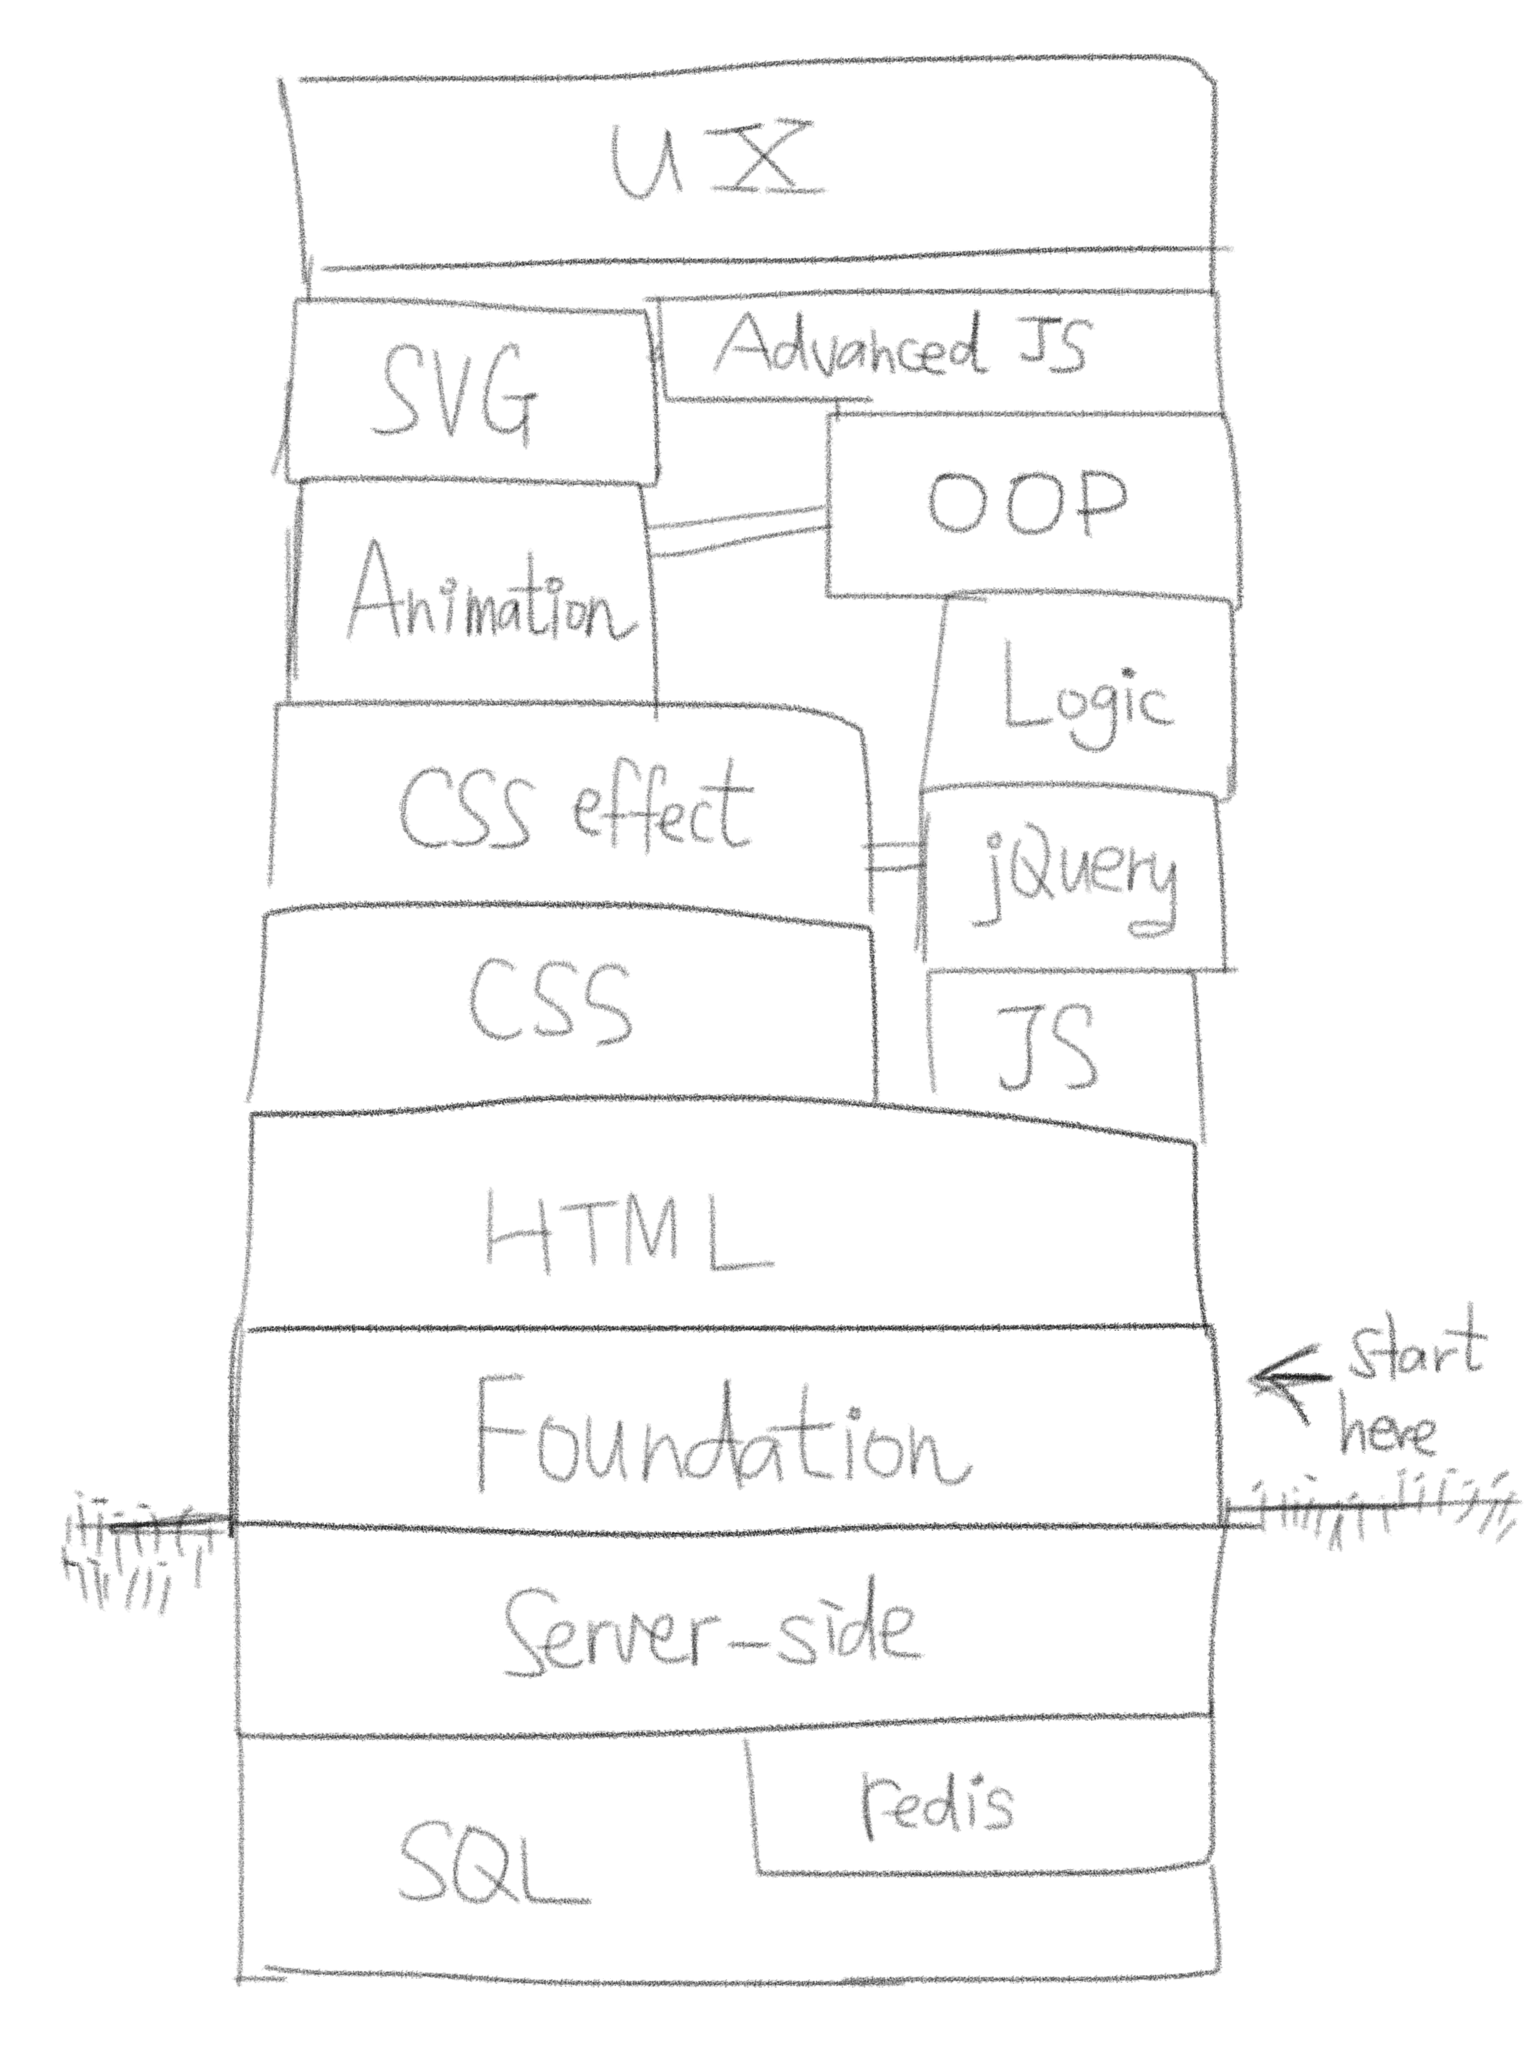 UX
SVG
Advanced JS
OOP
Animation
Logic
CSS effect
jQuery
CSS
JS
HTML
start
here
Foundation
Server-side
redis
SQL